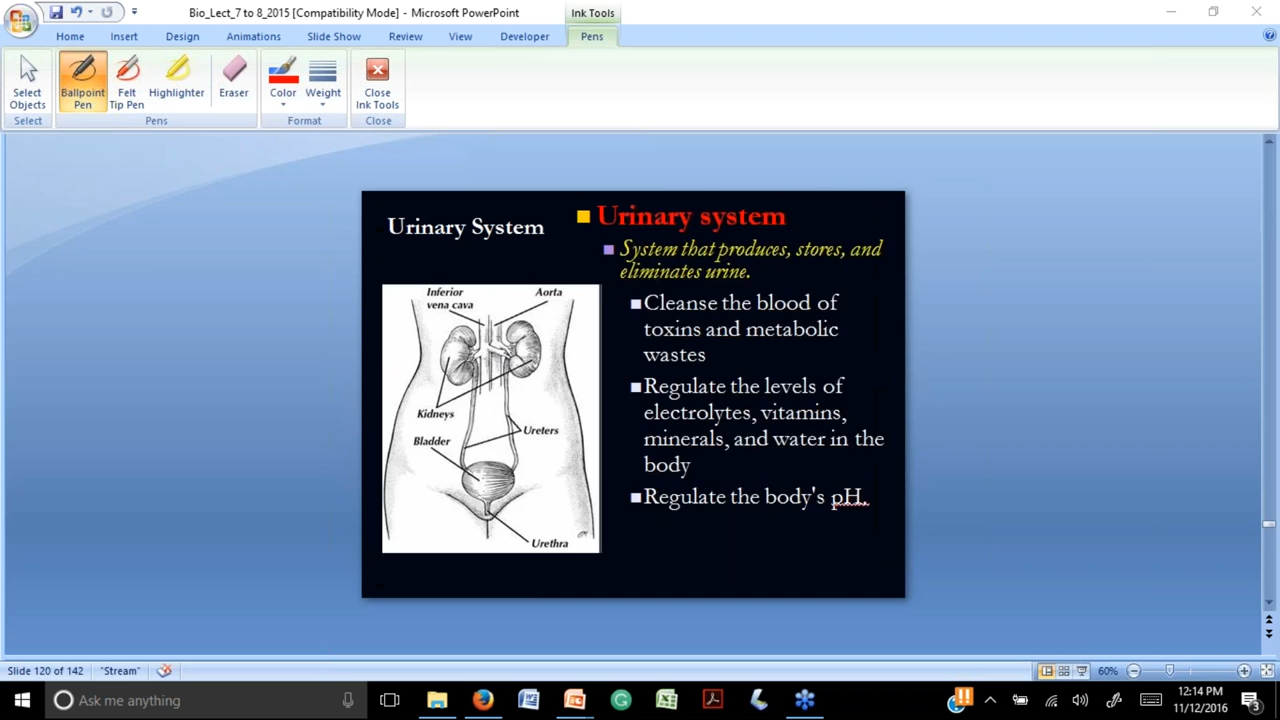 Bio_Lect_7 to 8_2015 [Compatibility Mode] - Microsoft PowerPoint
Ink Tools
Home Insert Design Animations Slide Show Review View Developer Pens
Select Objects
Ballpoint Pen
Felt Tip Pen
Highlighter
Eraser
Color
Weight
Close Ink Tools
Select Pens Format Close
Urinary System
Urinary system
System that produces, stores, and
eliminates urine.
Cleanse the blood of
toxins and metabolic
wastes
Regulate the levels of
electrolytes, vitamins,
minerals, and water in the
body
Regulate the body's pH.
Inferior
vena cava
Aorta
Kidneys
Ureters
Bladder
Urethra
Slide 120 of 142 "Stream" 60%
Ask me anything
12:14 PM
11/12/2016
3